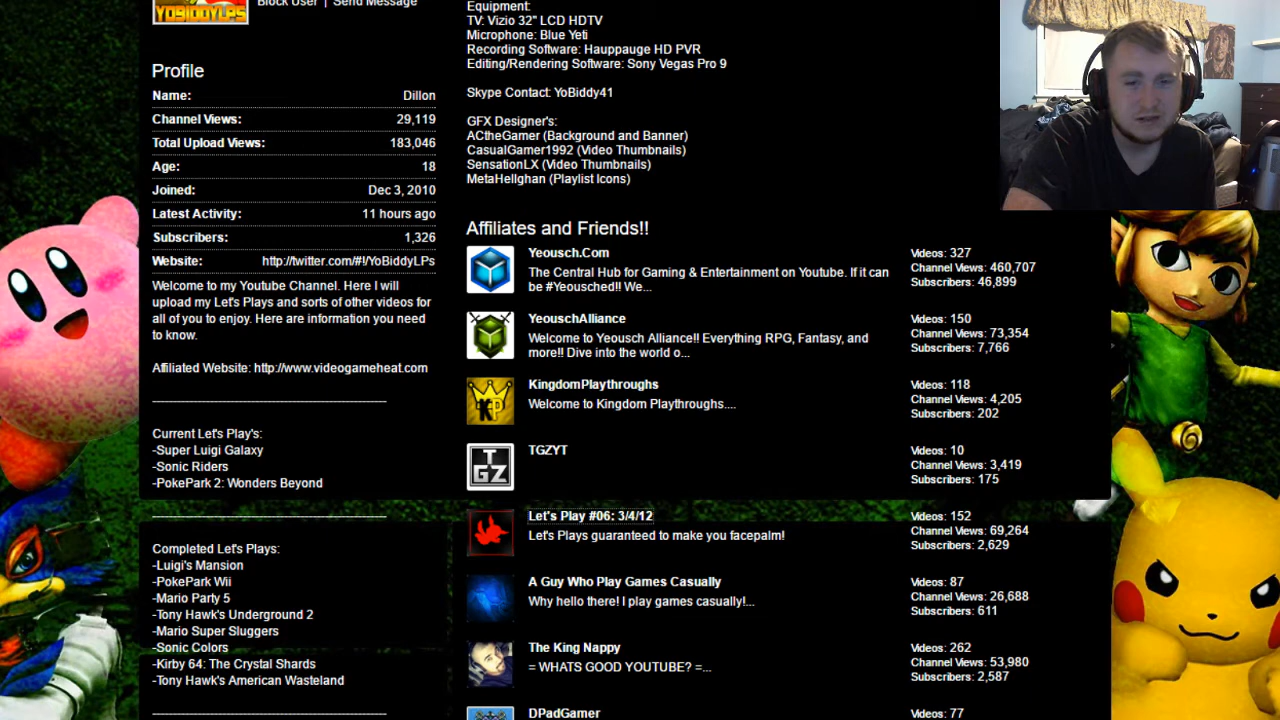 YOBIDDYLPS
Block User | Send Message
Profile
Name: Dillon
Channel Views: 29,119
Total Upload Views: 183,046
Age: 18
Joined: Dec 3, 2010
Latest Activity: 11 hours ago
Subscribers: 1,326
Website: http://twitter.com/#!/YoBiddyLPs
Welcome to my Youtube Channel. Here I will
upload my Let's Plays and sorts of other videos for
all of you to enjoy. Here are information you need
to know.
Affiliated Website: http://www.videogameheat.com
Current Let's Play's:
-Super Luigi Galaxy
-Sonic Riders
-PokePark 2: Wonders Beyond
Completed Let's Plays:
-Luigi's Mansion
-PokePark Wii
-Mario Party 5
-Tony Hawk's Underground 2
-Mario Super Sluggers
-Sonic Colors
-Kirby 64: The Crystal Shards
-Tony Hawk's American Wasteland
Equipment:
TV: Vizio 32" LCD HDTV
Microphone: Blue Yeti
Recording Software: Hauppauge HD PVR
Editing/Rendering Software: Sony Vegas Pro 9
Skype Contact: YoBiddy41
GFX Designer's:
ACtheGamer (Background and Banner)
CasualGamer1992 (Video Thumbnails)
SensationLX (Video Thumbnails)
MetaHellghan (Playlist Icons)
Affiliates and Friends!!
Yeousch.Com
The Central Hub for Gaming & Entertainment on Youtube. If it can
be #Yeousched!! We...
Videos: 327
Channel Views: 460,707
Subscribers: 46,899
YeouschAlliance
Welcome to Yeousch Alliance!! Everything RPG, Fantasy, and
more!! Dive into the world o...
Videos: 150
Channel Views: 73,354
Subscribers: 7,766
KP
KingdomPlaythroughs
Welcome to Kingdom Playthroughs....
Videos: 118
Channel Views: 4,205
Subscribers: 202
TGZ
TGZYT
Videos: 10
Channel Views: 3,419
Subscribers: 175
Let's Play #06: 3/4/12
Let's Plays guaranteed to make you facepalm!
Videos: 152
Channel Views: 69,264
Subscribers: 2,629
A Guy Who Play Games Casually
Why hello there! I play games casually!...
Videos: 87
Channel Views: 26,688
Subscribers: 611
The King Nappy
= WHATS GOOD YOUTUBE? =...
Videos: 262
Channel Views: 53,980
Subscribers: 2,587
DPadGamer
Videos: 77